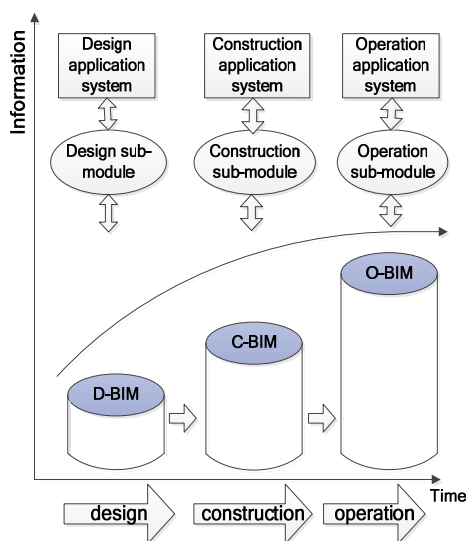 Information
Design
application
system
Construction
application
system
Operation
application
system
Design sub-
module
Construction
sub-module
Operation
sub-module
O-BIM
C-BIM
D-BIM
Time
design
construction
operation